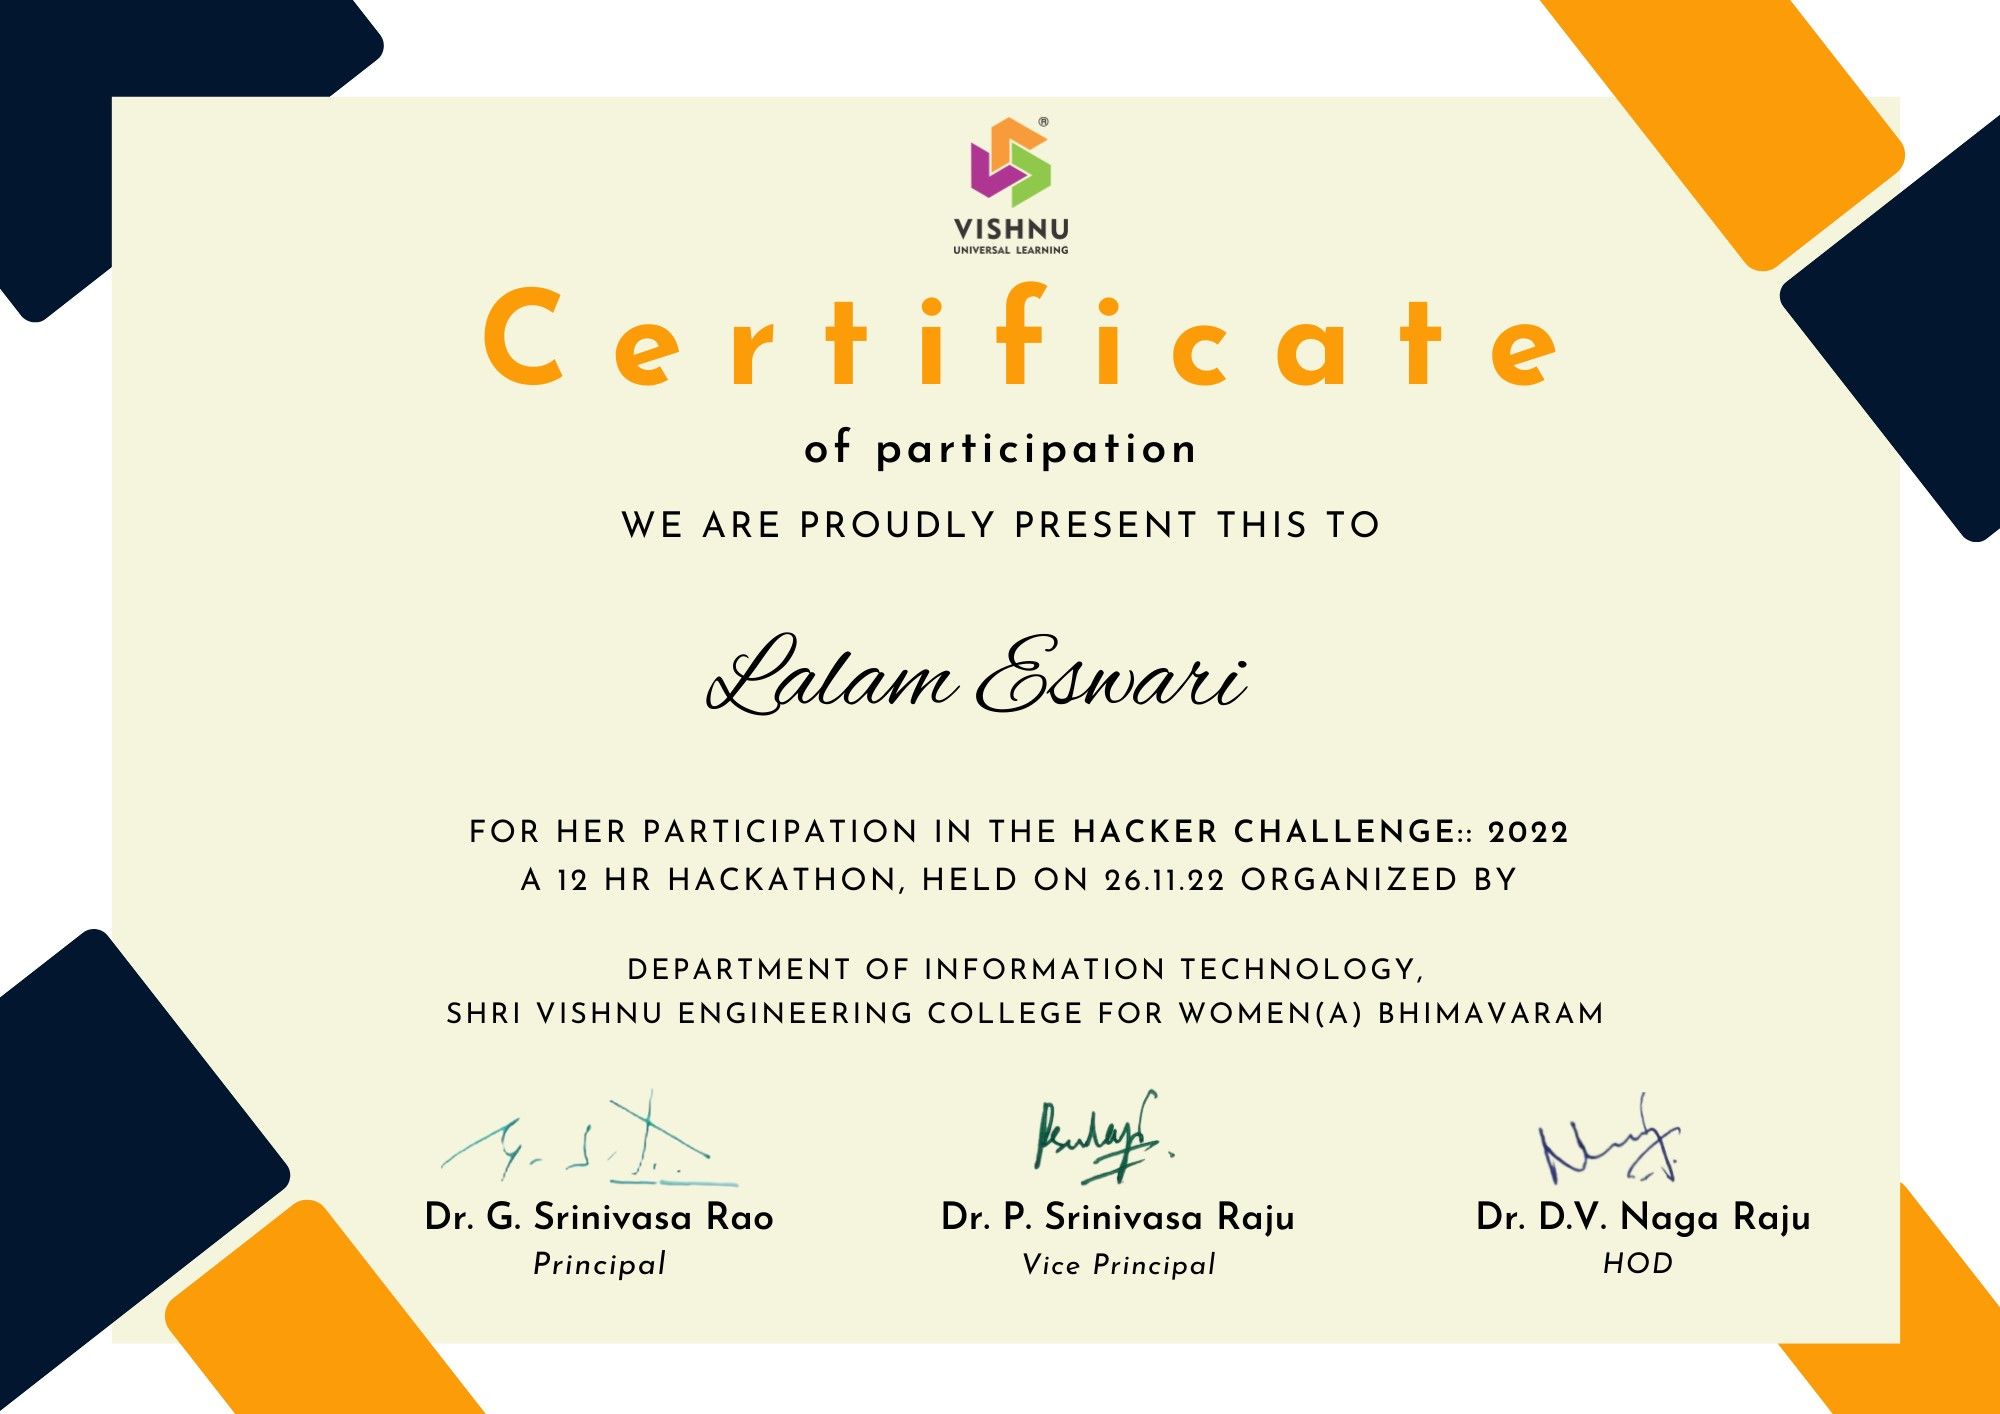 ®
VISHNU
UNIVERSAL LEARNING
Certificate
of participation
WE ARE PROUDLY PRESENT THIS TO
Lalam Eswari
FOR HER PARTICIPATION IN THE HACKER CHALLENGE:: 2022
A 12 HR HACKATHON, HELD ON 26.11.22 ORGANIZED BY
DEPARTMENT OF INFORMATION TECHNOLOGY,
SHRI VISHNU ENGINEERING COLLEGE FOR WOMEN(A) BHIMAVARAM
Dr. G. Srinivasa Rao
Principal
Dr. P. Srinivasa Raju
Vice Principal
Dr. D.V. Naga Raju
HOD